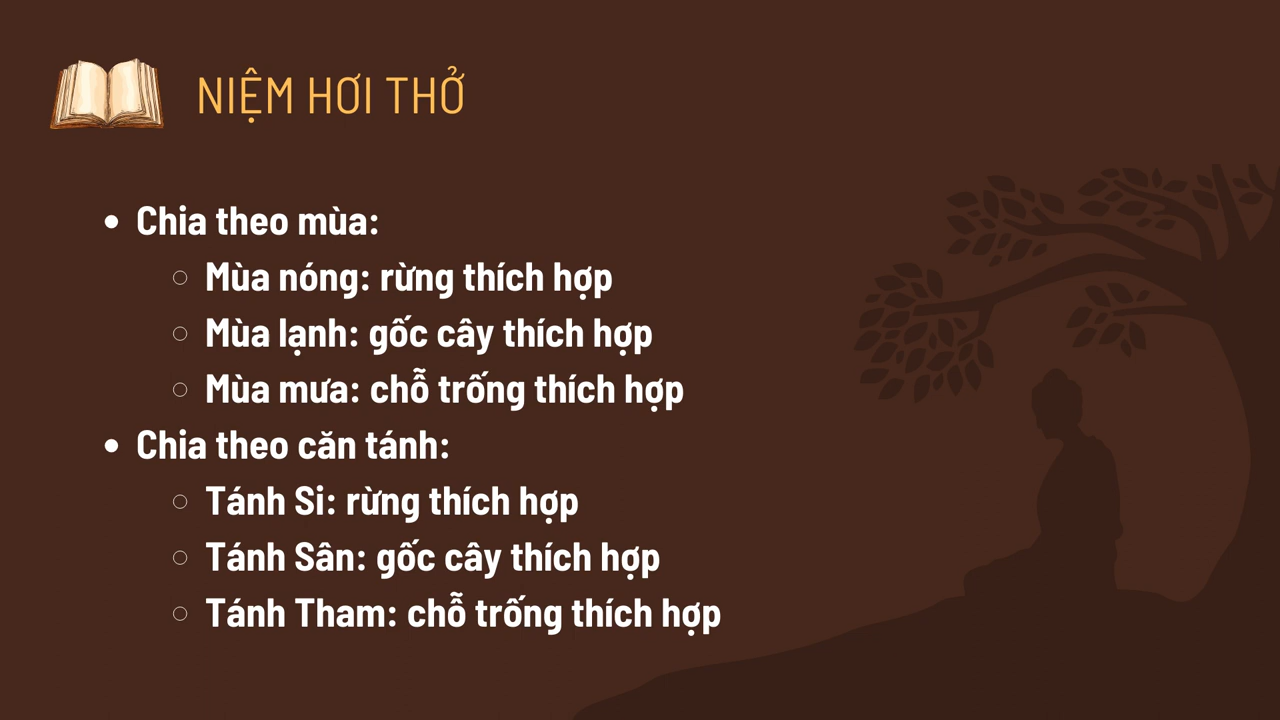 NIỆM HƠI THỞ
Chia theo mùa:
Mùa nóng: rừng thích hợp
Mùa lạnh: gốc cây thích hợp
Mùa mưa: chỗ trống thích hợp
Chia theo căn tánh:
Tánh Si: rừng thích hợp
Tánh Sân: gốc cây thích hợp
Tánh Tham: chỗ trống thích hợp